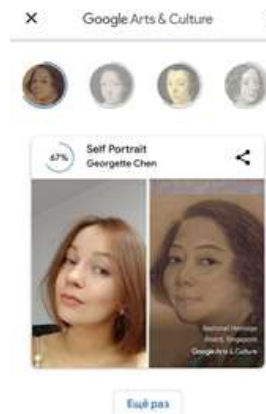 × Google Arts & Culture
67%
Self Portrait
Georgette Chen
National Heritage
Board, Singapore
Google Arts & Culture
Ещё раз